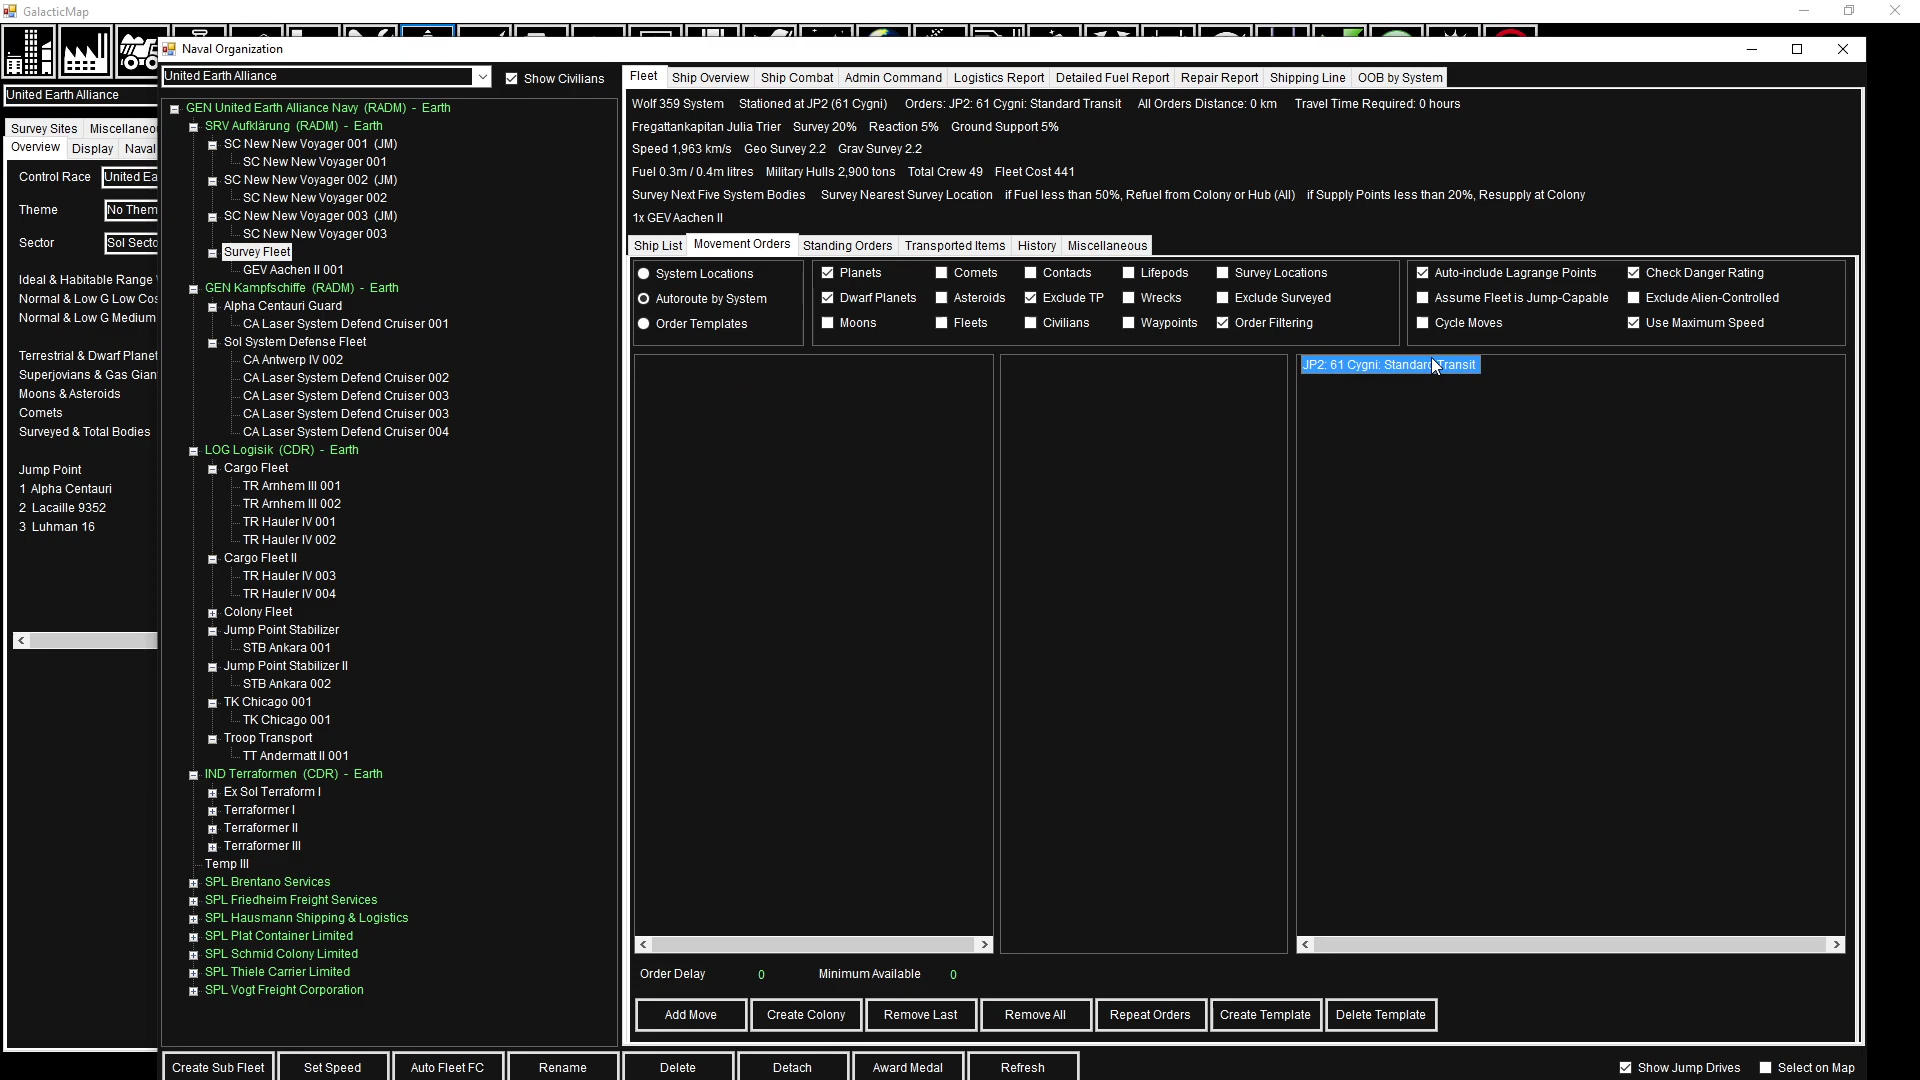 GalacticMap
Naval Organization
United Earth Alliance
Survey Sites
Overview Display Naval
Control Race United Ea
Theme No Them
Sector Sol Secto
Ideal & Habitable Range
Normal & Low G Low Cos
Normal & Low G Medium
Terrestrial & Dwarf Planet
Superjovians & Gas Gian
Moons & Asteroids
Comets
Surveyed & Total Bodies
Jump Point
1 Alpha Centauri
2 Lacaille 9352
3 Luhman 16
United Earth Alliance
Show Civilians
GEN United Earth Alliance Navy (RADM) - Earth
SRV Aufklärung (RADM) - Earth
SC New New Voyager 001 (JM)
SC New New Voyager 001
SC New New Voyager 002 (JM)
SC New New Voyager 002
SC New New Voyager 003 (JM)
SC New New Voyager 003
Survey Fleet
GEV Aachen II 001
GEN Kampfschiffe (RADM) - Earth
Alpha Centauri Guard
CA Laser System Defend Cruiser 001
Sol System Defense Fleet
CA Antwerp IV 002
CA Laser System Defend Cruiser 002
CA Laser System Defend Cruiser 003
CA Laser System Defend Cruiser 003
CA Laser System Defend Cruiser 004
LOG Logisik (CDR) - Earth
Cargo Fleet
TR Arnhem III 001
TR Arnhem III 002
TR Hauler IV 001
TR Hauler IV 002
Cargo Fleet II
TR Hauler IV 003
TR Hauler IV 004
Colony Fleet
Jump Point Stabilizer
STB Ankara 001
Jump Point Stabilizer II
STB Ankara 002
TK Chicago 001
TK Chicago 001
Troop Transport
TT Andermatt II 001
IND Terraformen (CDR) - Earth
Ex Sol Terraform I
Terraformer I
Terraformer II
Terraformer III
Temp III
SPL Brentano Services
SPL Friedheim Freight Services
SPL Hausmann Shipping & Logistics
SPL Plat Container Limited
SPL Schmid Colony Limited
SPL Thiele Carrier Limited
SPL Vogt Freight Corporation
Fleet Ship Overview Ship Combat Admin Command Logistics Report Detailed Fuel Report Repair Report Shipping Line OOB by System
Wolf 359 System Stationed at JP2 (61 Cygni) Orders: JP2: 61 Cygni: Standard Transit All Orders Distance: 0 km Travel Time Required: 0 hours
Fregattankapitan Julia Trier Survey 20% Reaction 5% Ground Support 5%
Speed 1,963 km/s Geo Survey 2.2 Grav Survey 2.2
Fuel 0.3m / 0.4m litres Military Hulls 2,900 tons Total Crew 49 Fleet Cost 441
Survey Next Five System Bodies Survey Nearest Survey Location if Fuel less than 50%, Refuel from Colony or Hub (All) if Supply Points less than 20%, Resupply at Colony
1x GEV Aachen II
Ship List Movement Orders Standing Orders Transported Items History Miscellaneous
System Locations Planets Comets Contacts Lifepods Survey Locations Auto-include Lagrange Points Check Danger Rating
Autoroute by System Dwarf Planets Asteroids Exclude TP Wrecks Exclude Surveyed Assume Fleet is Jump-Capable Exclude Alien-Controlled
Order Templates Moons Fleets Civilians Waypoints Order Filtering Cycle Moves Use Maximum Speed
JP2: 61 Cygni: Standard Transit
Order Delay 0 Minimum Available 0
Add Move Create Colony Remove Last Remove All Repeat Orders Create Template Delete Template
Create Sub Fleet Set Speed Auto Fleet FC Rename Delete Detach Award Medal Refresh Show Jump Drives Select on Map